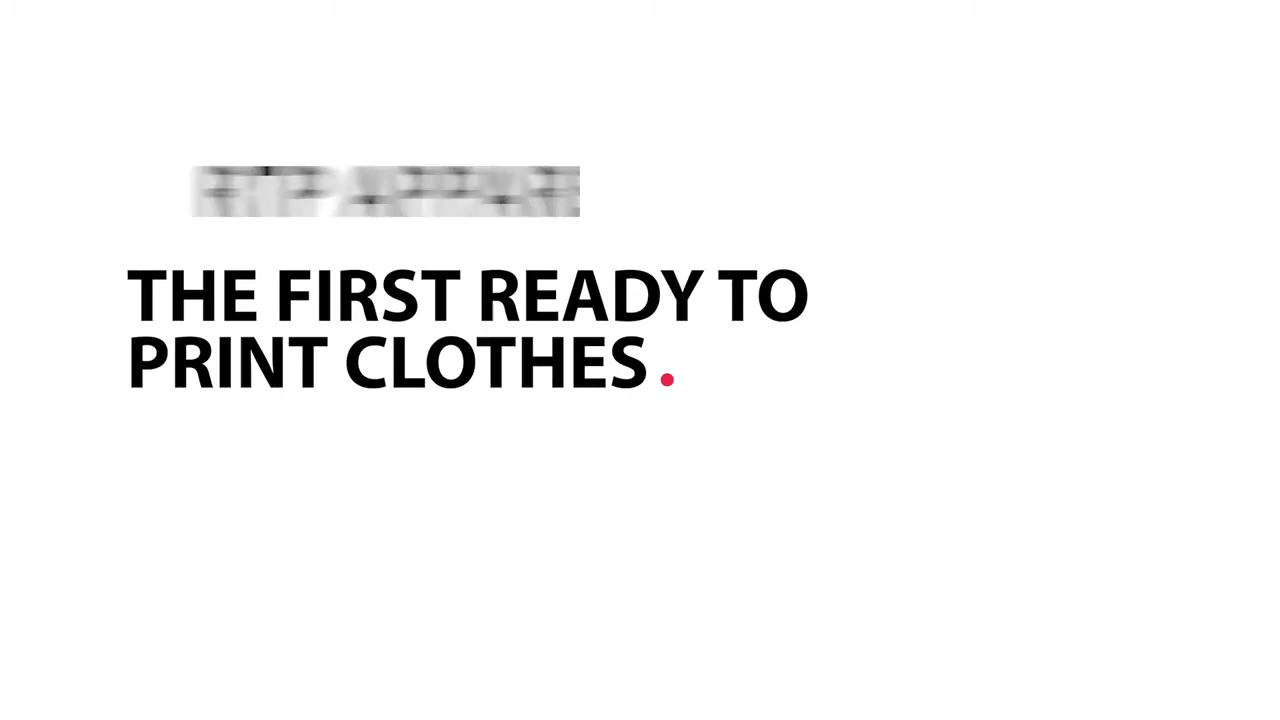 THE FIRST READY TO
PRINT CLOTHES .